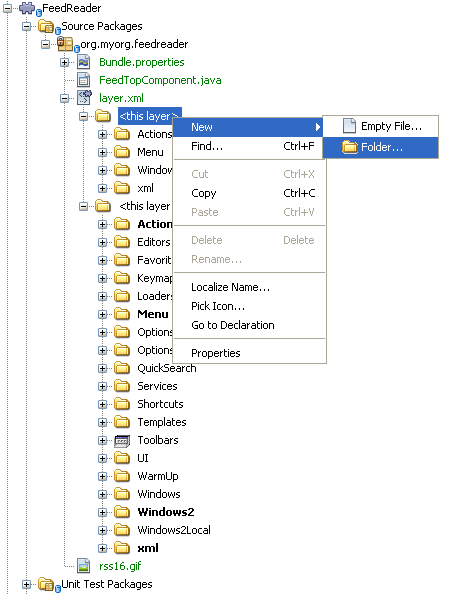 FeedReader
Source Packages
org.myorg.feedreader
Bundle.properties
FeedTopComponent.java
layer.xml
<this layer>
New
Empty File...
Actions
Find... Ctrl+F
Folder...
Menu
Window
Cut Ctrl+X
xml
Copy Ctrl+C
<this layer
Paste Ctrl+V
Action
Editors
Delete Delete
Favorit
Rename...
Keymap
Loaders
Localize Name...
Menu
Pick Icon...
Options
Go to Declaration
Options
Properties
QuickSearch
Services
Shortcuts
Templates
Toolbars
UI
WarmUp
Windows
Windows2
Windows2Local
xml
rss16.gif
Unit Test Packages